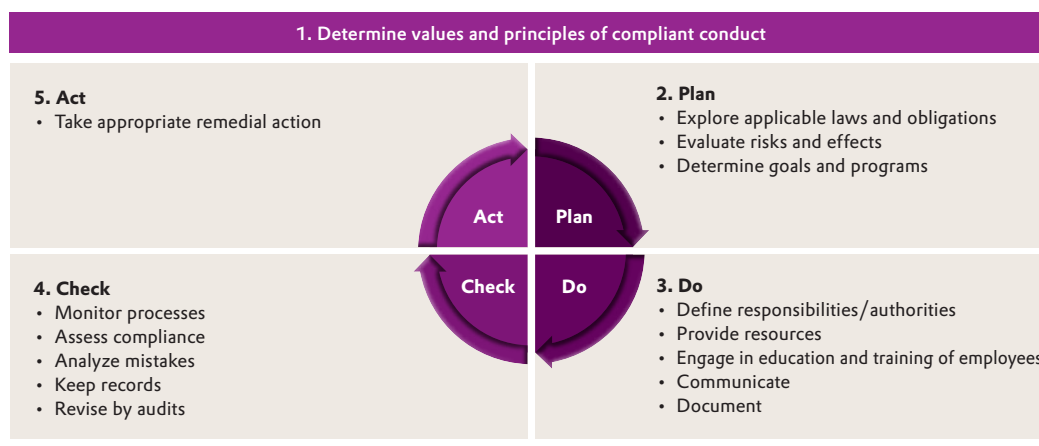 1. Determine values and principles of compliant conduct
5. Act
• Take appropriate remedial action
2. Plan
• Explore applicable laws and obligations
• Evaluate risks and effects
• Determine goals and programs
Act
Plan
Check
Do
4. Check
• Monitor processes
• Assess compliance
• Analyze mistakes
• Keep records
• Revise by audits
3. Do
• Define responsibilities/authorities
• Provide resources
• Engage in education and training of employees
• Communicate
• Document